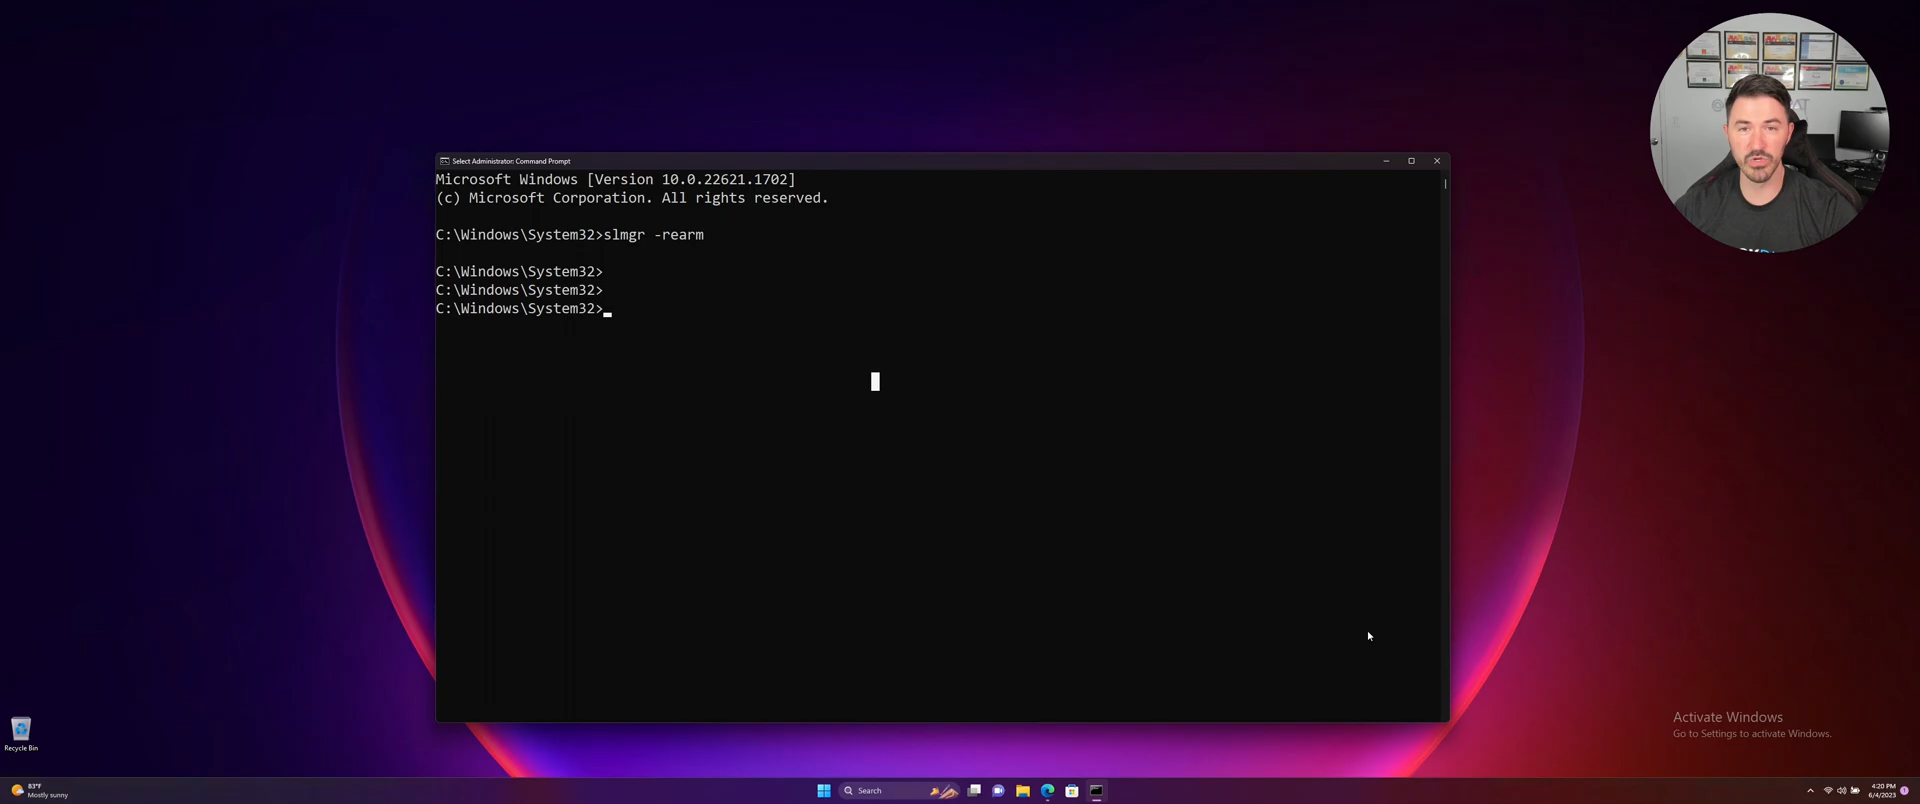 Select Administrator: Command Prompt
Microsoft Windows [Version 10.0.22621.1702]
(c) Microsoft Corporation. All rights reserved.
C:\Windows\System32>slmgr -rearm
C:\Windows\System32>
C:\Windows\System32>
C:\Windows\System32>
Activate Windows
Go to Settings to activate Windows.
Recycle Bin
83°F
Mostly sunny
Search
4:20 PM
6/4/2023